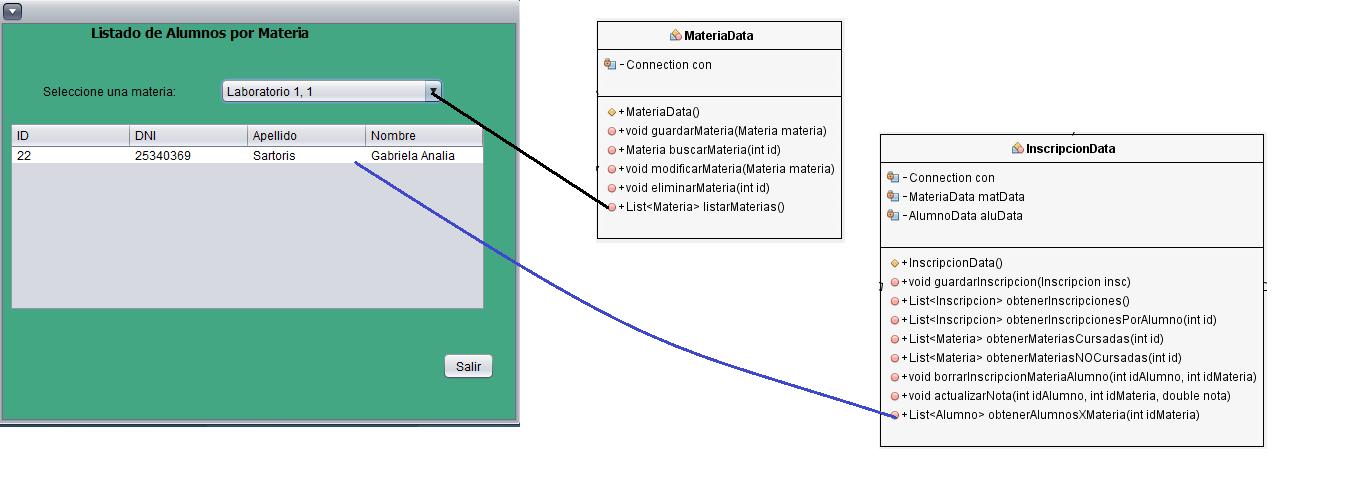 Listado de Alumnos por Materia
Seleccione una materia:
Laboratorio 1, 1
ID DNI Apellido Nombre
22 25340369 Sartoris Gabriela Analia
Salir
MateriaData
- Connection con
+ MateriaData()
+ void guardarMateria(Materia materia)
+ Materia buscarMateria(int id)
+ void modificarMateria(Materia materia)
+ void eliminarMateria(int id)
+ List<Materia> listarMaterias()
InscripcionData
- Connection con
- MateriaData matData
- AlumnoData aluData
+ InscripcionData()
+ void guardarInscripcion(Inscripcion insc)
+ List<Inscripcion> obtenerInscripciones()
+ List<Inscripcion> obtenerInscripcionesPorAlumno(int id)
+ List<Materia> obtenerMateriasCursadas(int id)
+ List<Materia> obtenerMateriasNOCursadas(int id)
+ void borrarInscripcionMateriaAlumno(int idAlumno, int idMateria)
+ void actualizarNota(int idAlumno, int idMateria, double nota)
+ List<Alumno> obtenerAlumnosXMateria(int idMateria)